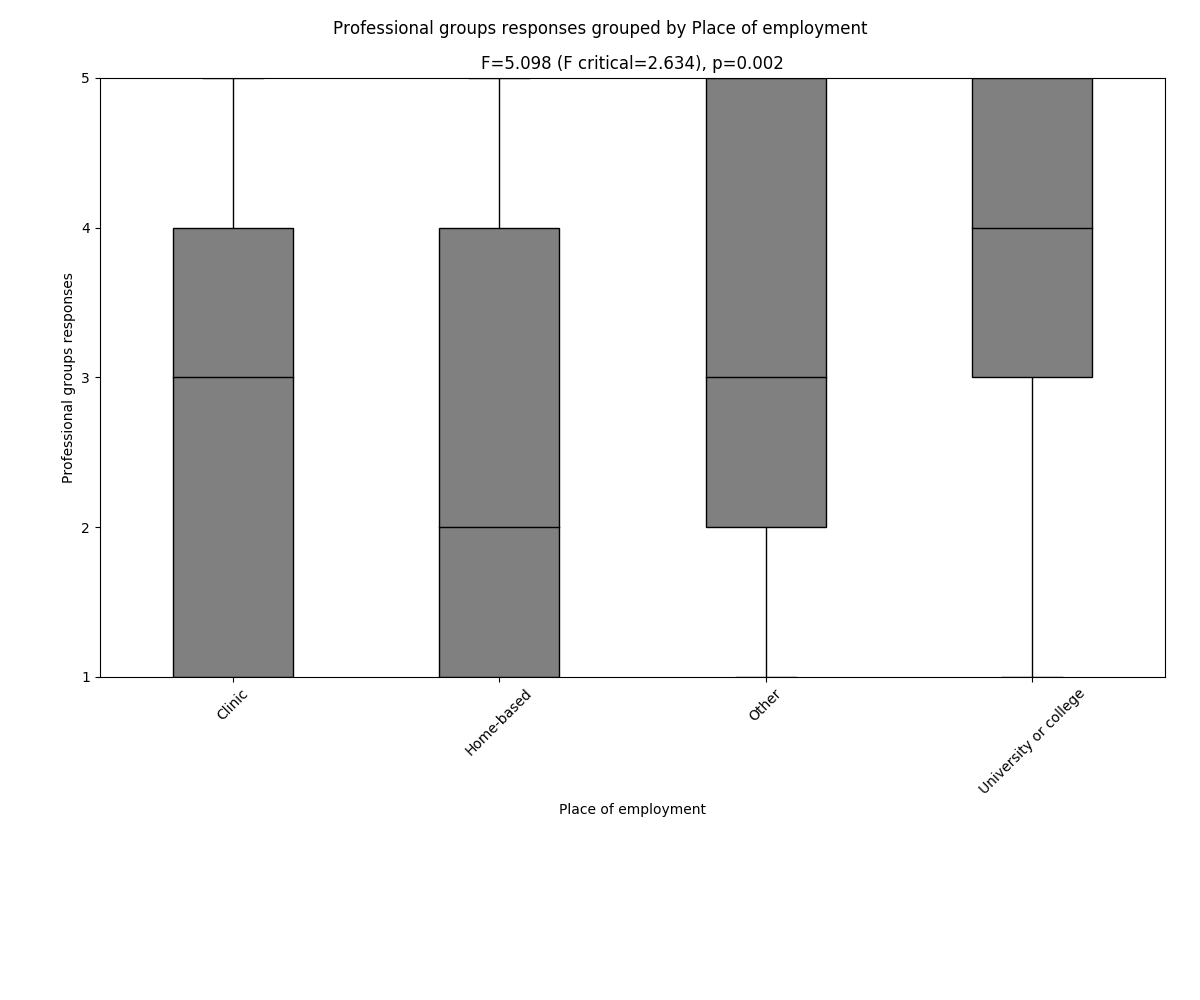 Professional groups responses grouped by Place of employment
F=5.098 (F critical=2.634), p=0.002
5
4
3
2
1
Professional groups responses
Clinic
Home-based
Other
University or college
Place of employment